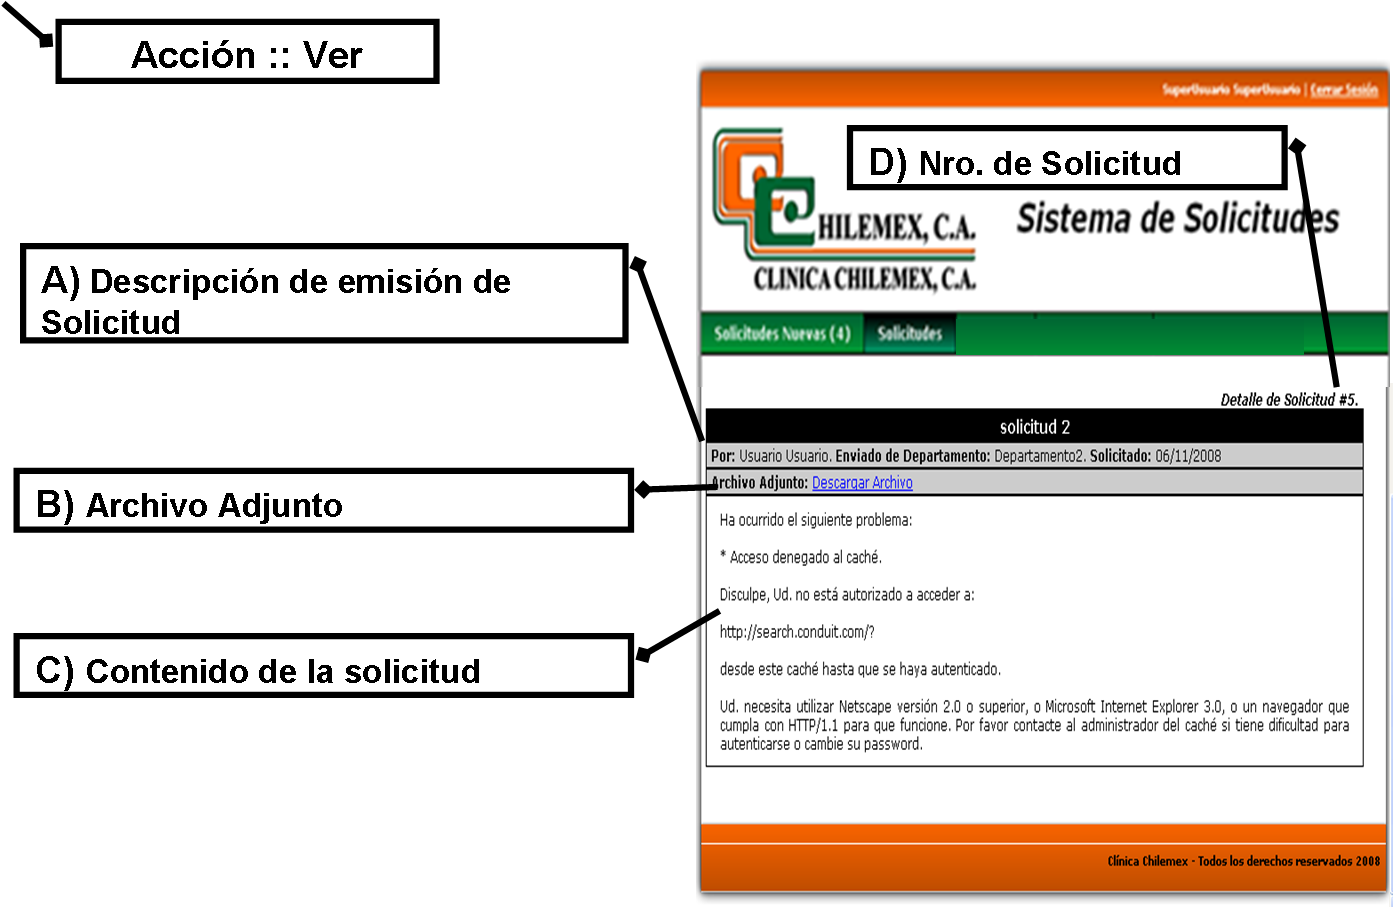 Acción :: Ver
SuperUsuario SuperUsuario | Cerrar Sesión
D) Nro. de Solicitud
HILEMEX, C.A.
CLINICA CHILEMEX, C.A.
Sistema de Solicitudes
A) Descripción de emisión de
Solicitud
Solicitudes Nuevas (4) Solicitudes
Detalle de Solicitud #5.
solicitud 2
Por: Usuario Usuario. Enviado de Departamento: Departamento2. Solicitado: 06/11/2008
B) Archivo Adjunto
Archivo Adjunto: Descargar Archivo
Ha ocurrido el siguiente problema:
* Acceso denegado al caché.
Disculpe, Ud. no está autorizado a acceder a:
http://search.conduit.com/?
C) Contenido de la solicitud
desde este caché hasta que se haya autenticado.
Ud. necesita utilizar Netscape versión 2.0 o superior, o Microsoft Internet Explorer 3.0, o un navegador que
cumpla con HTTP/1.1 para que funcione. Por favor contacte al administrador del caché si tiene dificultad para
autenticarse o cambie su password.
Clínica Chilemex - Todos los derechos reservados 2008